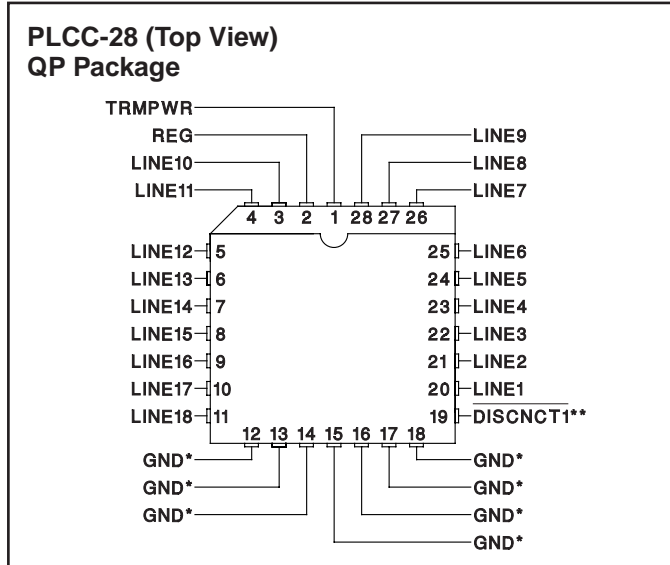 PLCC-28 (Top View)
QP Package
TRMPWR
REG
LINE9
LINE10
LINE8
LINE11
LINE7
4 3 2 1 28 27 26
LINE12 5 25 LINE6
LINE13 6 24 LINE5
LINE14 7 23 LINE4
LINE15 8 22 LINE3
LINE16 9 21 LINE2
LINE17 10 20 LINE1
LINE18 11 19 DISCNCT1**
12 13 14 15 16 17 18
GND* GND*
GND* GND*
GND* GND*
GND*